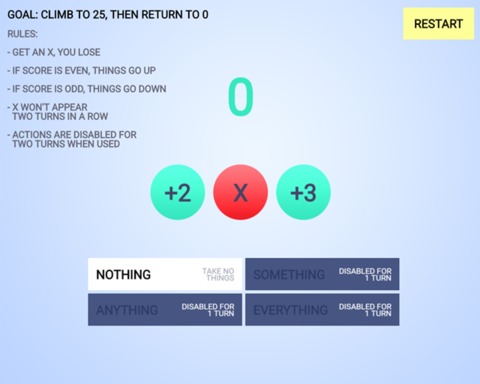 GOAL: CLIMB TO 25, THEN RETURN TO 0
RESTART
RULES:
- GET AN X, YOU LOSE
- IF SCORE IS EVEN, THINGS GO UP
- IF SCORE IS ODD, THINGS GO DOWN
- X WON'T APPEAR
TWO TURNS IN A ROW
- ACTIONS ARE DISABLED FOR
TWO TURNS WHEN USED
0
+2 X +3
NOTHING
TAKE NO
THINGS
SOMETHING
DISABLED FOR
1 TURN
ANYTHING
DISABLED FOR
1 TURN
EVERYTHING
DISABLED FOR
1 TURN